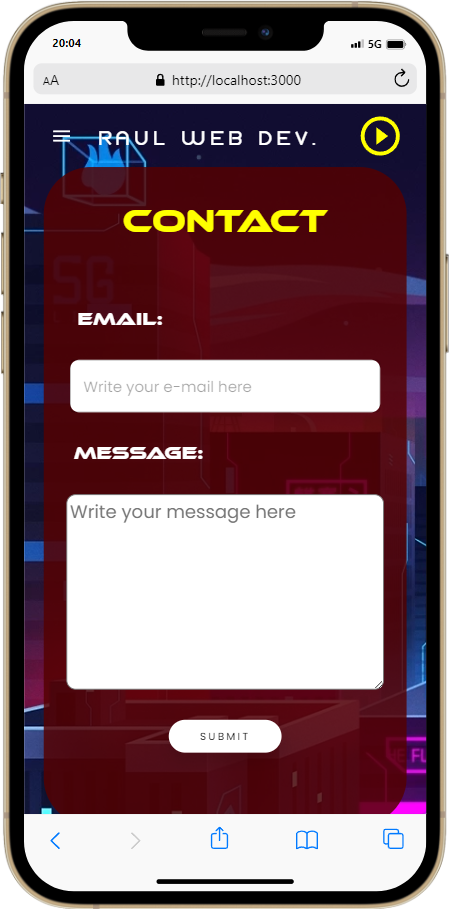 20:04
5G
AA
http://localhost:3000
RAUL WEB DEV.
5G
CONTACT
EMAIL:
Write your e-mail here
MESSAGE:
Write your message here
SUBMIT